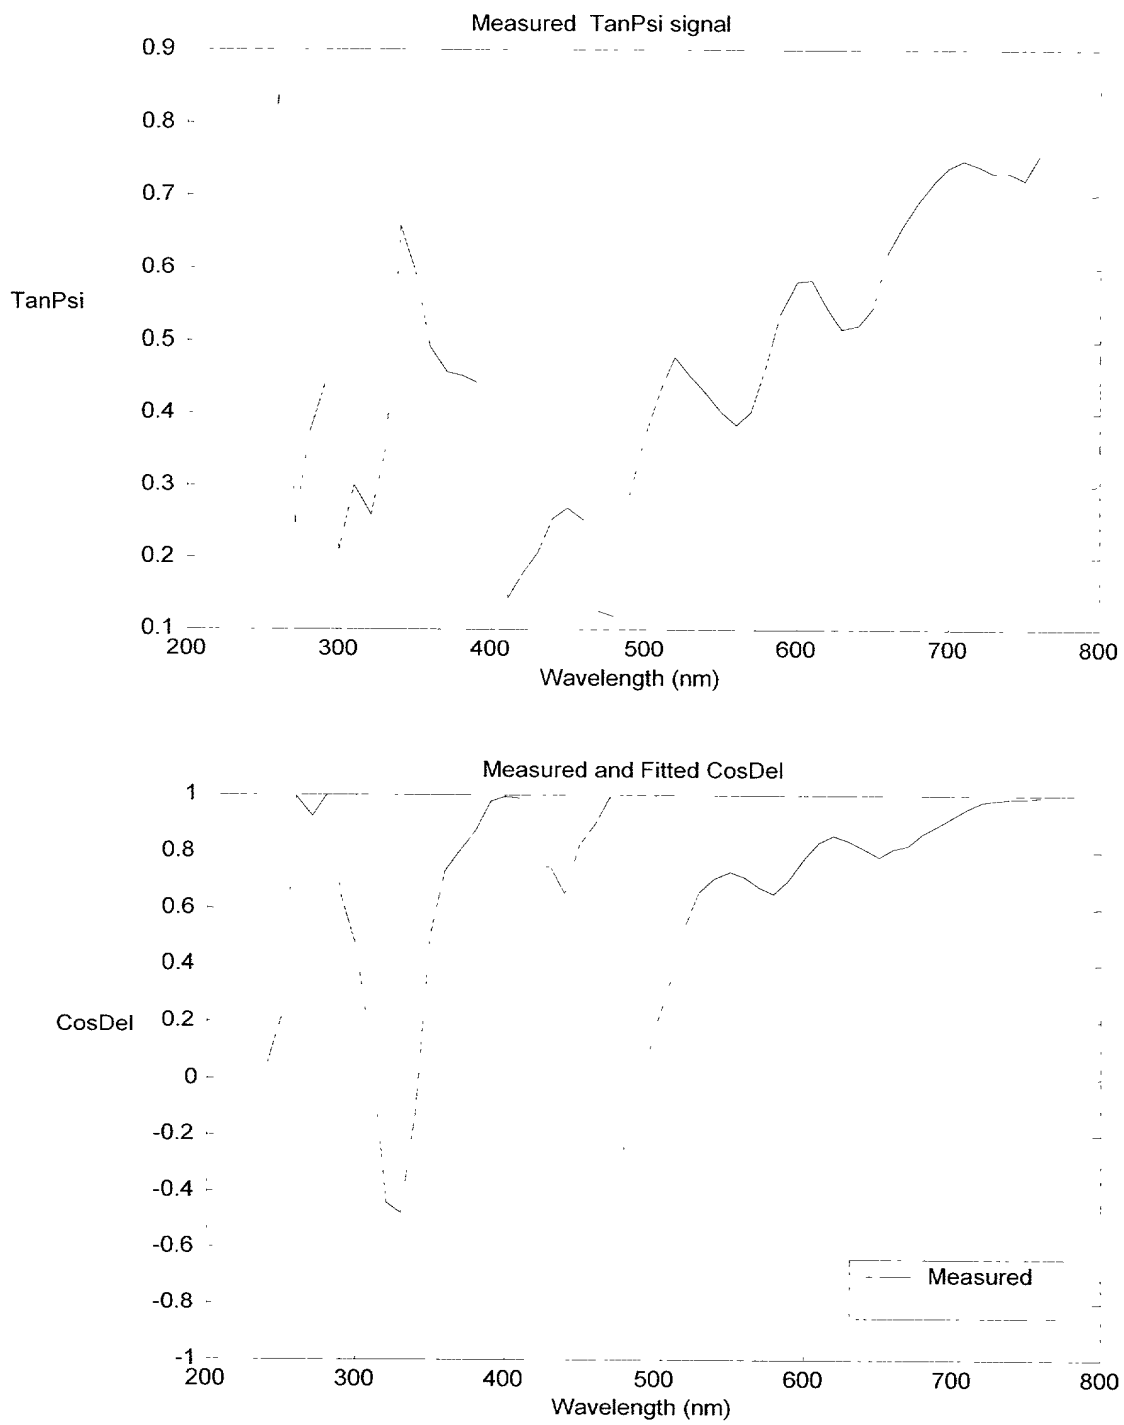 Measured TanPsi signal
0.9
0.8
0.7
0.6
TanPsi
0.5
0.4
0.3
0.2
0.1
200 300 400 500 600 700 800
Wavelength (nm)
Measured and Fitted CosDel
1
0.8
0.6
0.4
CosDel 0.2
0
-0.2
-0.4
-0.6
Measured
-0.8
-1
200 300 400 500 600 700 800
Wavelength (nm)